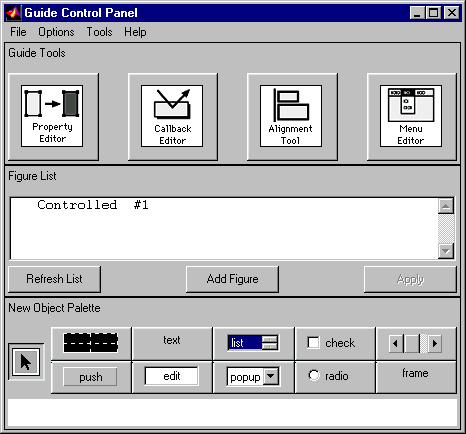 Guide Control Panel
File Options Tools Help
Guide Tools
Property
Editor
Callback
Editor
Alignment
Tool
Menu
Editor
Figure List
Controlled #1
Refresh List
Add Figure
Apply
New Object Palette
text
list
check
push
edit
popup
radio
frame